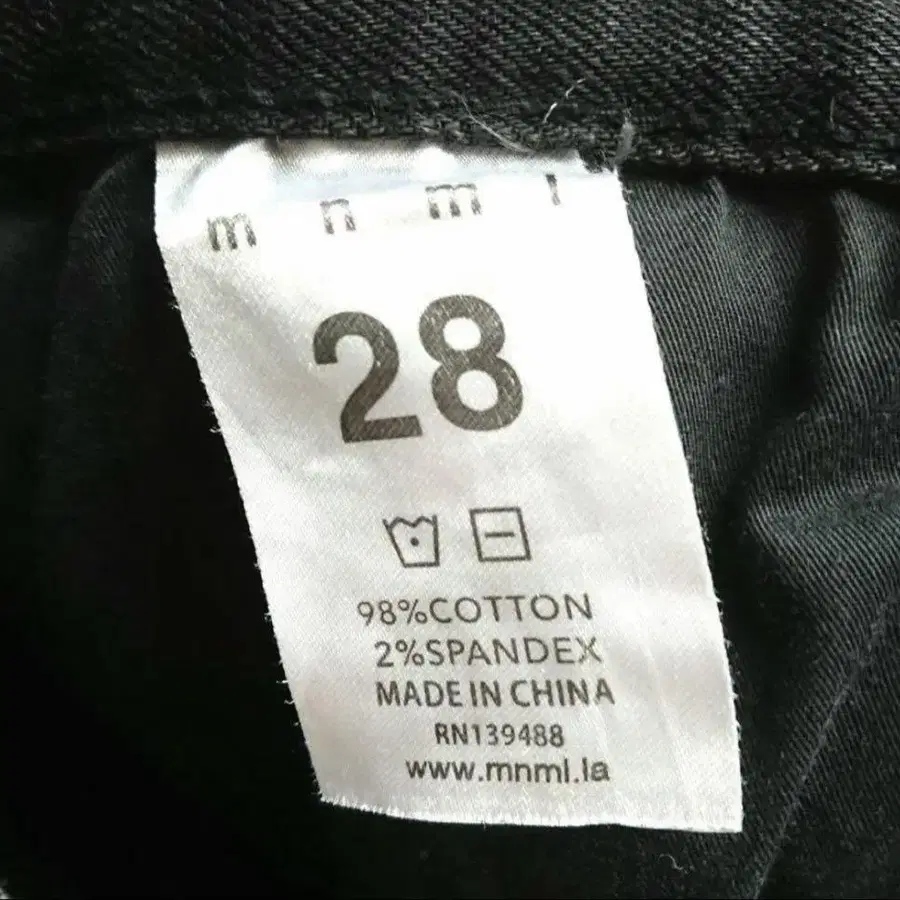 m n m l
28
98%COTTON
2%SPANDEX
MADE IN CHINA
RN139488
www.mnml.la